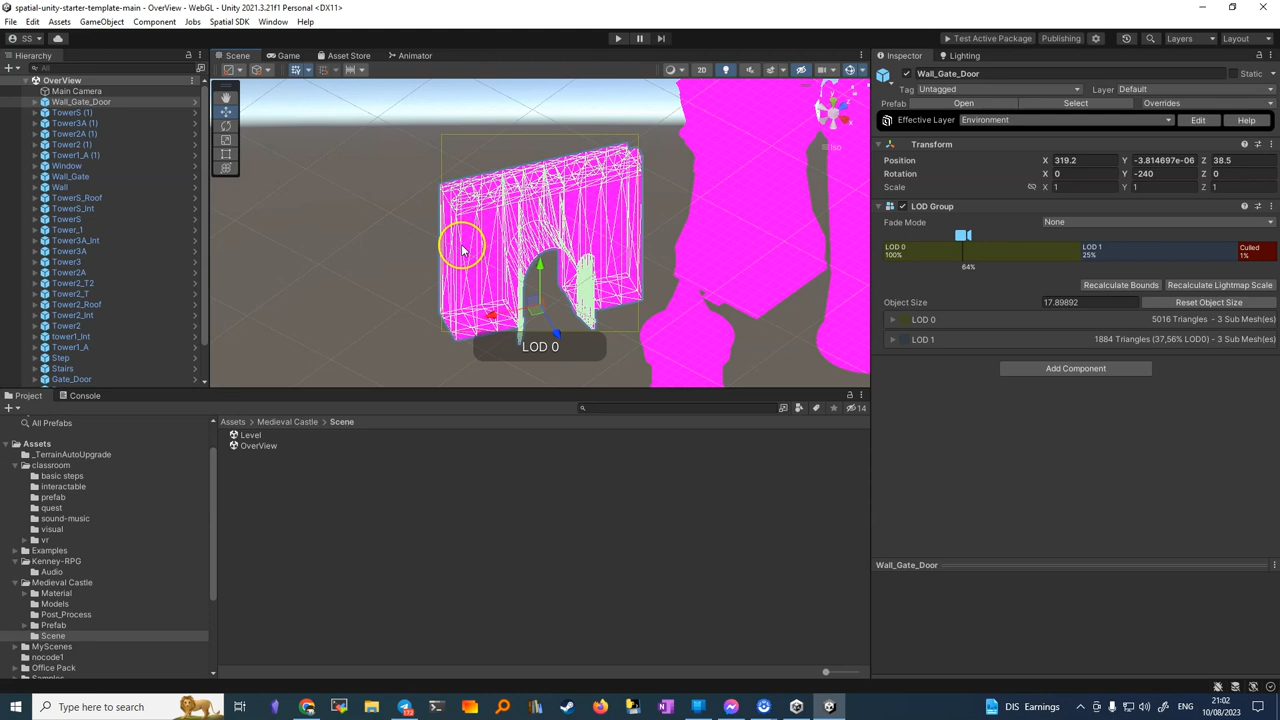 spatial-unity-starter-template-main - OverView - WebGL - Unity 2021.3.21f1 Personal <DX11>
File Edit Assets GameObject Component Jobs Spatial SDK Window Help
SS Test Active Package Publishing Layers Layout
Hierarchy Scene Game Asset Store Animator Inspector Lighting
All
2D
OverView
Main Camera
Wall_Gate_Door
TowerS (1)
Tower3A (1)
Tower2A (1)
Tower2 (1)
Tower1_A (1)
Window
Wall_Gate
Wall
TowerS_Roof
TowerS_Int
TowerS
Tower_1
Tower3A_Int
Tower3A
Tower3
Tower2A
Tower2_T2
Tower2_T
Tower2_Roof
Tower2_Int
Tower2
tower1_Int
Tower1_A
Step
Stairs
Gate_Door
Iso
LOD 0
Wall_Gate_Door Static
Tag Untagged Layer Default
Prefab Open Select Overrides
Effective Layer Environment Edit Help
Transform
Position X 319.2 Y -3.814697e-06 Z 38.5
Rotation X 0 Y -240 Z 0
Scale X 1 Y 1 Z 1
LOD Group
Fade Mode None
LOD 0 LOD 1 Culled
100% 25% 1%
64%
Recalculate Bounds Recalculate Lightmap Scale
Object Size 17.89892 Reset Object Size
LOD 0 5016 Triangles - 3 Sub Mesh(es)
LOD 1 1884 Triangles (37,56% LOD0) - 3 Sub Mesh(es)
Add Component
Wall_Gate_Door
Project Console
14
All Prefabs
Assets
_TerrainAutoUpgrade
classroom
basic steps
interactable
prefab
quest
sound-music
visual
vr
Examples
Kenney-RPG
Audio
Medieval Castle
Material
Models
Post_Process
Prefab
Scene
MyScenes
nocode1
Office Pack
Assets > Medieval Castle > Scene
Level
OverView
Type here to search
DIS Earnings
21:02
10/08/2023